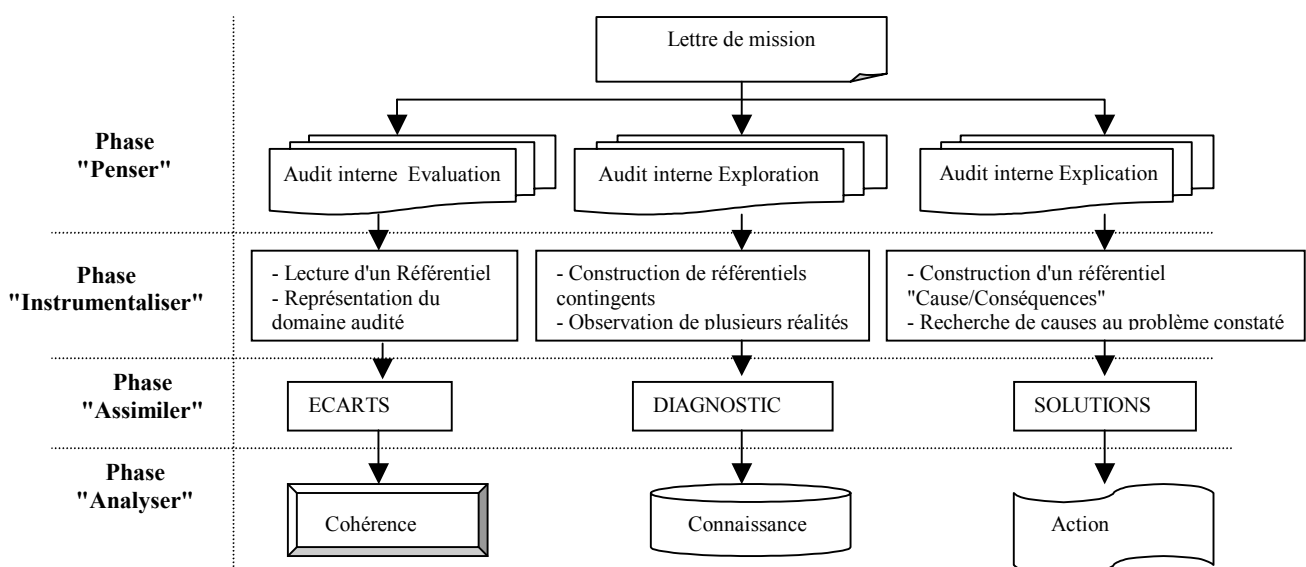 Lettre de mission
Phase
"Penser"
Audit interne Evaluation
Audit interne Exploration
Audit interne Explication
Phase
"Instrumentaliser"
- Lecture d'un Référentiel
- Représentation du
domaine audité
- Construction de référentiels
contingents
- Observation de plusieurs réalités
- Construction d'un référentiel
"Cause/Conséquences"
- Recherche de causes au problème constaté
Phase
"Assimiler"
ECARTS
DIAGNOSTIC
SOLUTIONS
Phase
"Analyser"
Cohérence
Connaissance
Action